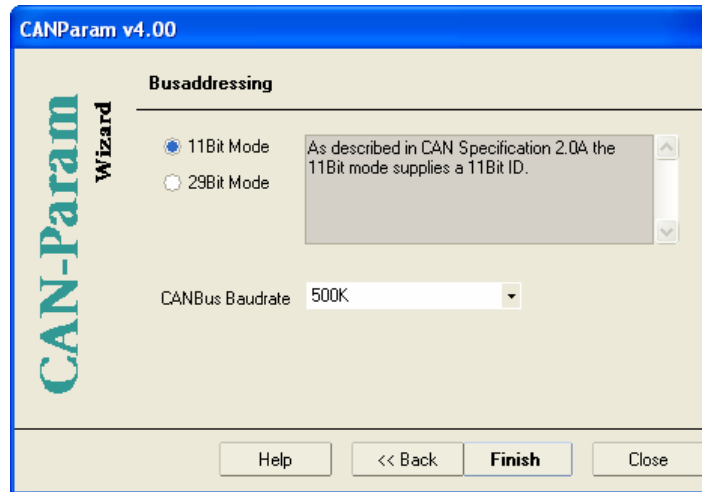 CANParam v4.00
CAN-Param
Wizard
Busaddressing
11Bit Mode
29Bit Mode
As described in CAN Specification 2.0A the
11Bit mode supplies a 11Bit ID.
CANBus Baudrate
500K
Help
<< Back
Finish
Close